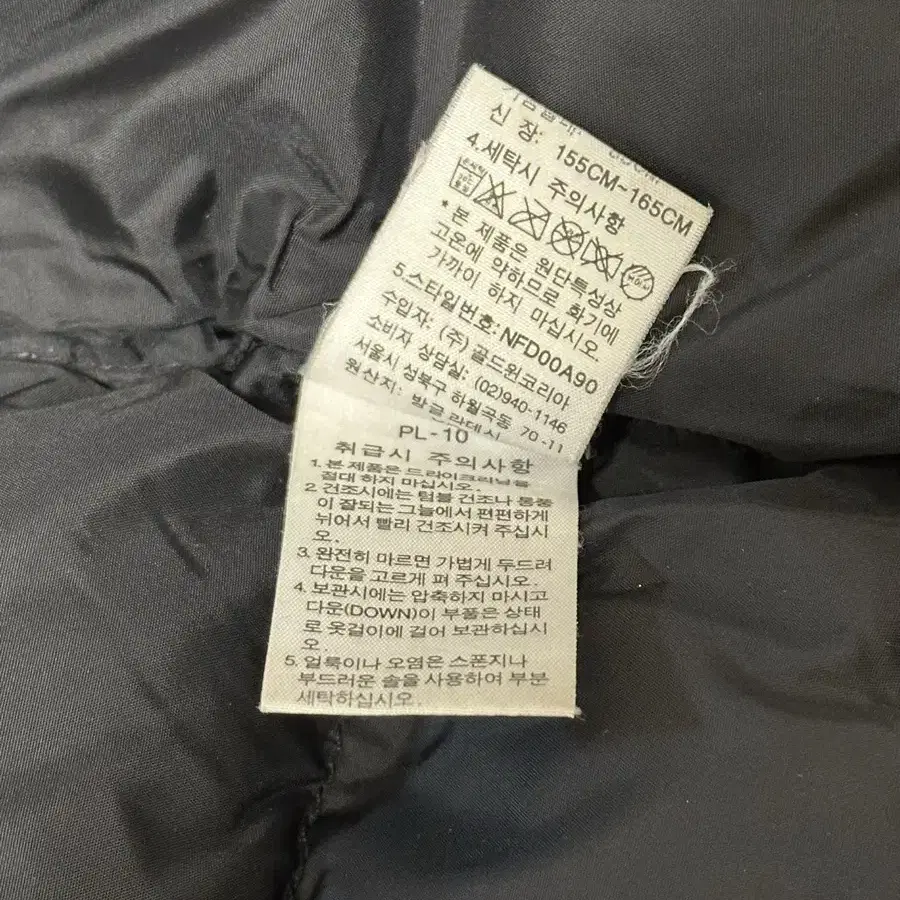 신 장: 155CM~165CM
4.세탁시 주의사항
* 본 제품은 원단특성상
고온에 약하므로 화기에
가까이 하지 마십시오.
5.스타일번호: NFD00A90
수입자: (주) 골드윈코리아
소비자 상담실: (02)940-1146
서울시 성북구 하월곡동 70-11
원산지: 방글라데시
PL-10
취급시 주의사항
1.본 제품은 드라이크리닝을
절대 하지 마십시오.
2.건조시에는 텀블 건조나 통풍
이 잘되는 그늘에서 편편하게
뉘어서 빨리 건조시켜 주십시
오.
3.완전히 마르면 가볍게 두드려
다운을 고르게 펴 주십시오.
4.보관시에는 압축하지 마시고
다운(DOWN)이 부풀은 상태
로 옷걸이에 걸어 보관하십시
오.
5.얼룩이나 오염은 스폰지나
부드러운 솔을 사용하여 부분
세탁하십시오.